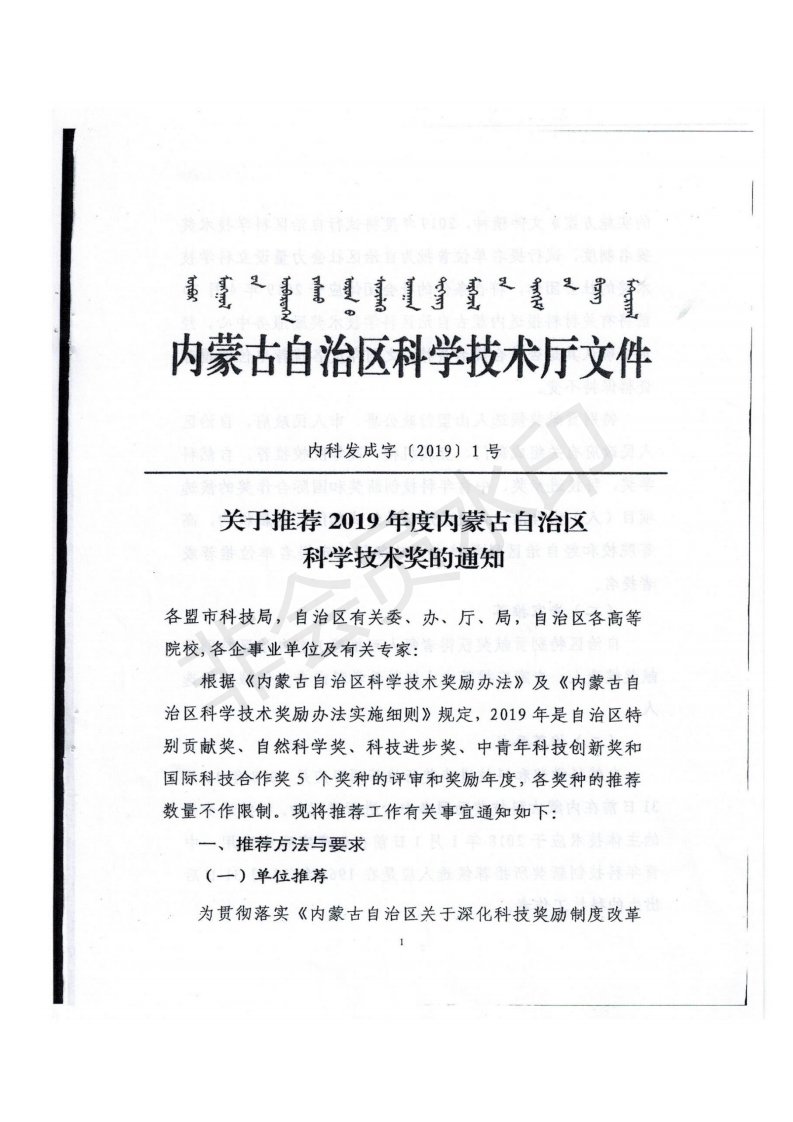 内蒙古自治区科学技术厅文件
内科发成字〔2019〕1号
关于推荐 2019 年度内蒙古自治区
科学技术奖的通知
各盟市科技局，自治区有关委、办、厅、局，自治区各高等
院校,各企事业单位及有关专家：
根据《内蒙古自治区科学技术奖励办法》及《内蒙古自
治区科学技术奖励办法实施细则》规定，2019 年是自治区特
别贡献奖、自然科学奖、科技进步奖、中青年科技创新奖和
国际科技合作奖 5 个奖种的评审和奖励年度，各奖种的推荐
数量不作限制。现将推荐工作有关事宜通知如下：
一、推荐方法与要求
（一）单位推荐
为贯彻落实《内蒙古自治区关于深化科技奖励制度改革
1
非会员水印